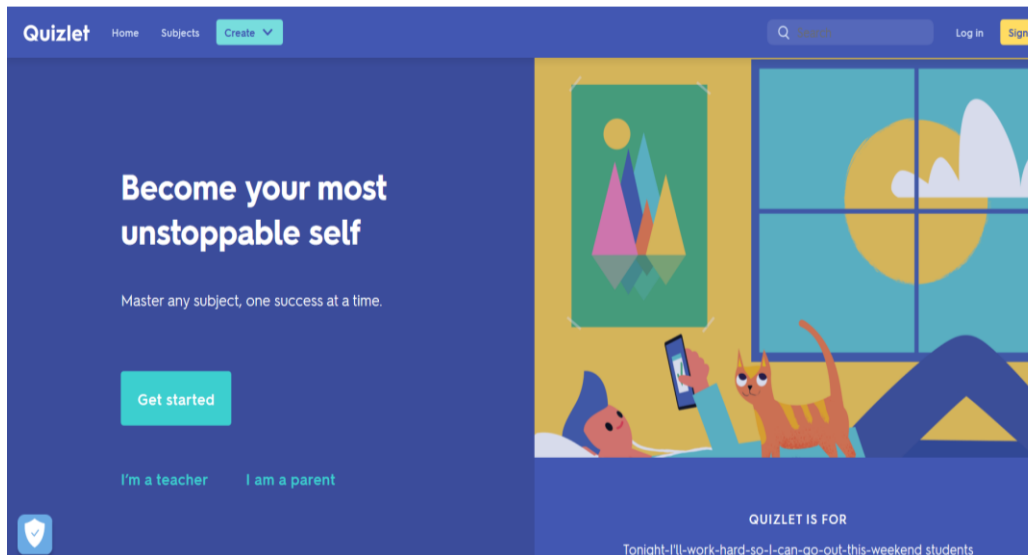 Quizlet Home Subjects Create Log in Sign
Become your most
unstoppable self
Master any subject, one success at a time.
Get started
I'm a teacher I am a parent
QUIZLET IS FOR
Tonight-I'll-work-hard-so-I-can-go-out-this-weekend students